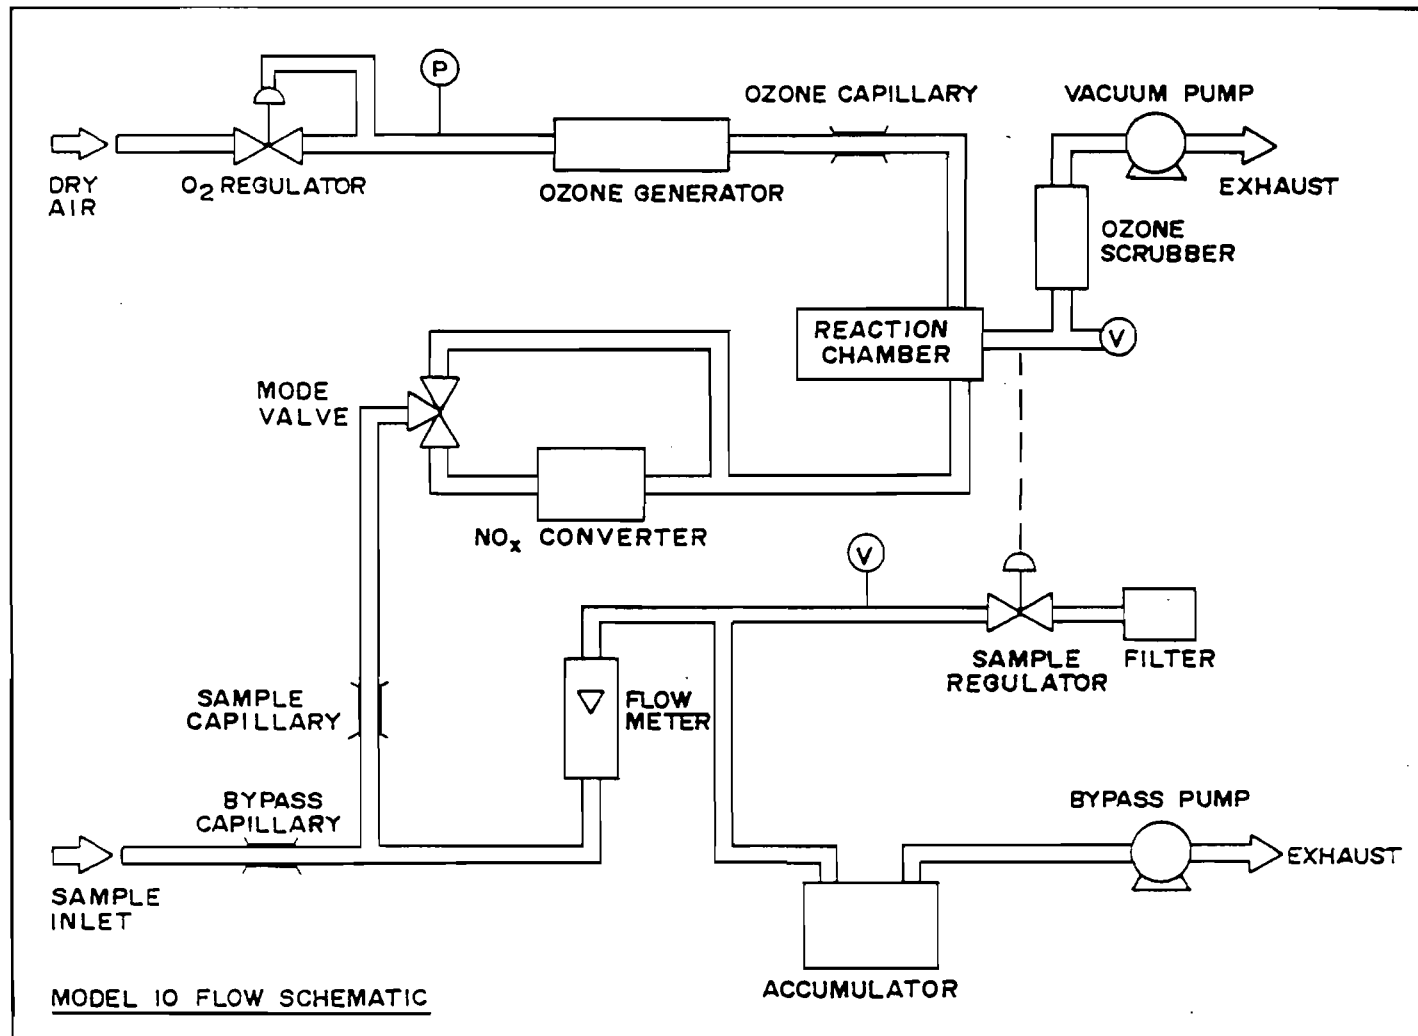 P
OZONE CAPILLARY
VACUUM PUMP
DRY
AIR
O2 REGULATOR
OZONE GENERATOR
EXHAUST
OZONE
SCRUBBER
REACTION
CHAMBER
V
MODE
VALVE
NOx CONVERTER
V
SAMPLE
REGULATOR
FILTER
SAMPLE
CAPILLARY
FLOW
METER
BYPASS
CAPILLARY
BYPASS PUMP
EXHAUST
SAMPLE
INLET
ACCUMULATOR
MODEL 10 FLOW SCHEMATIC